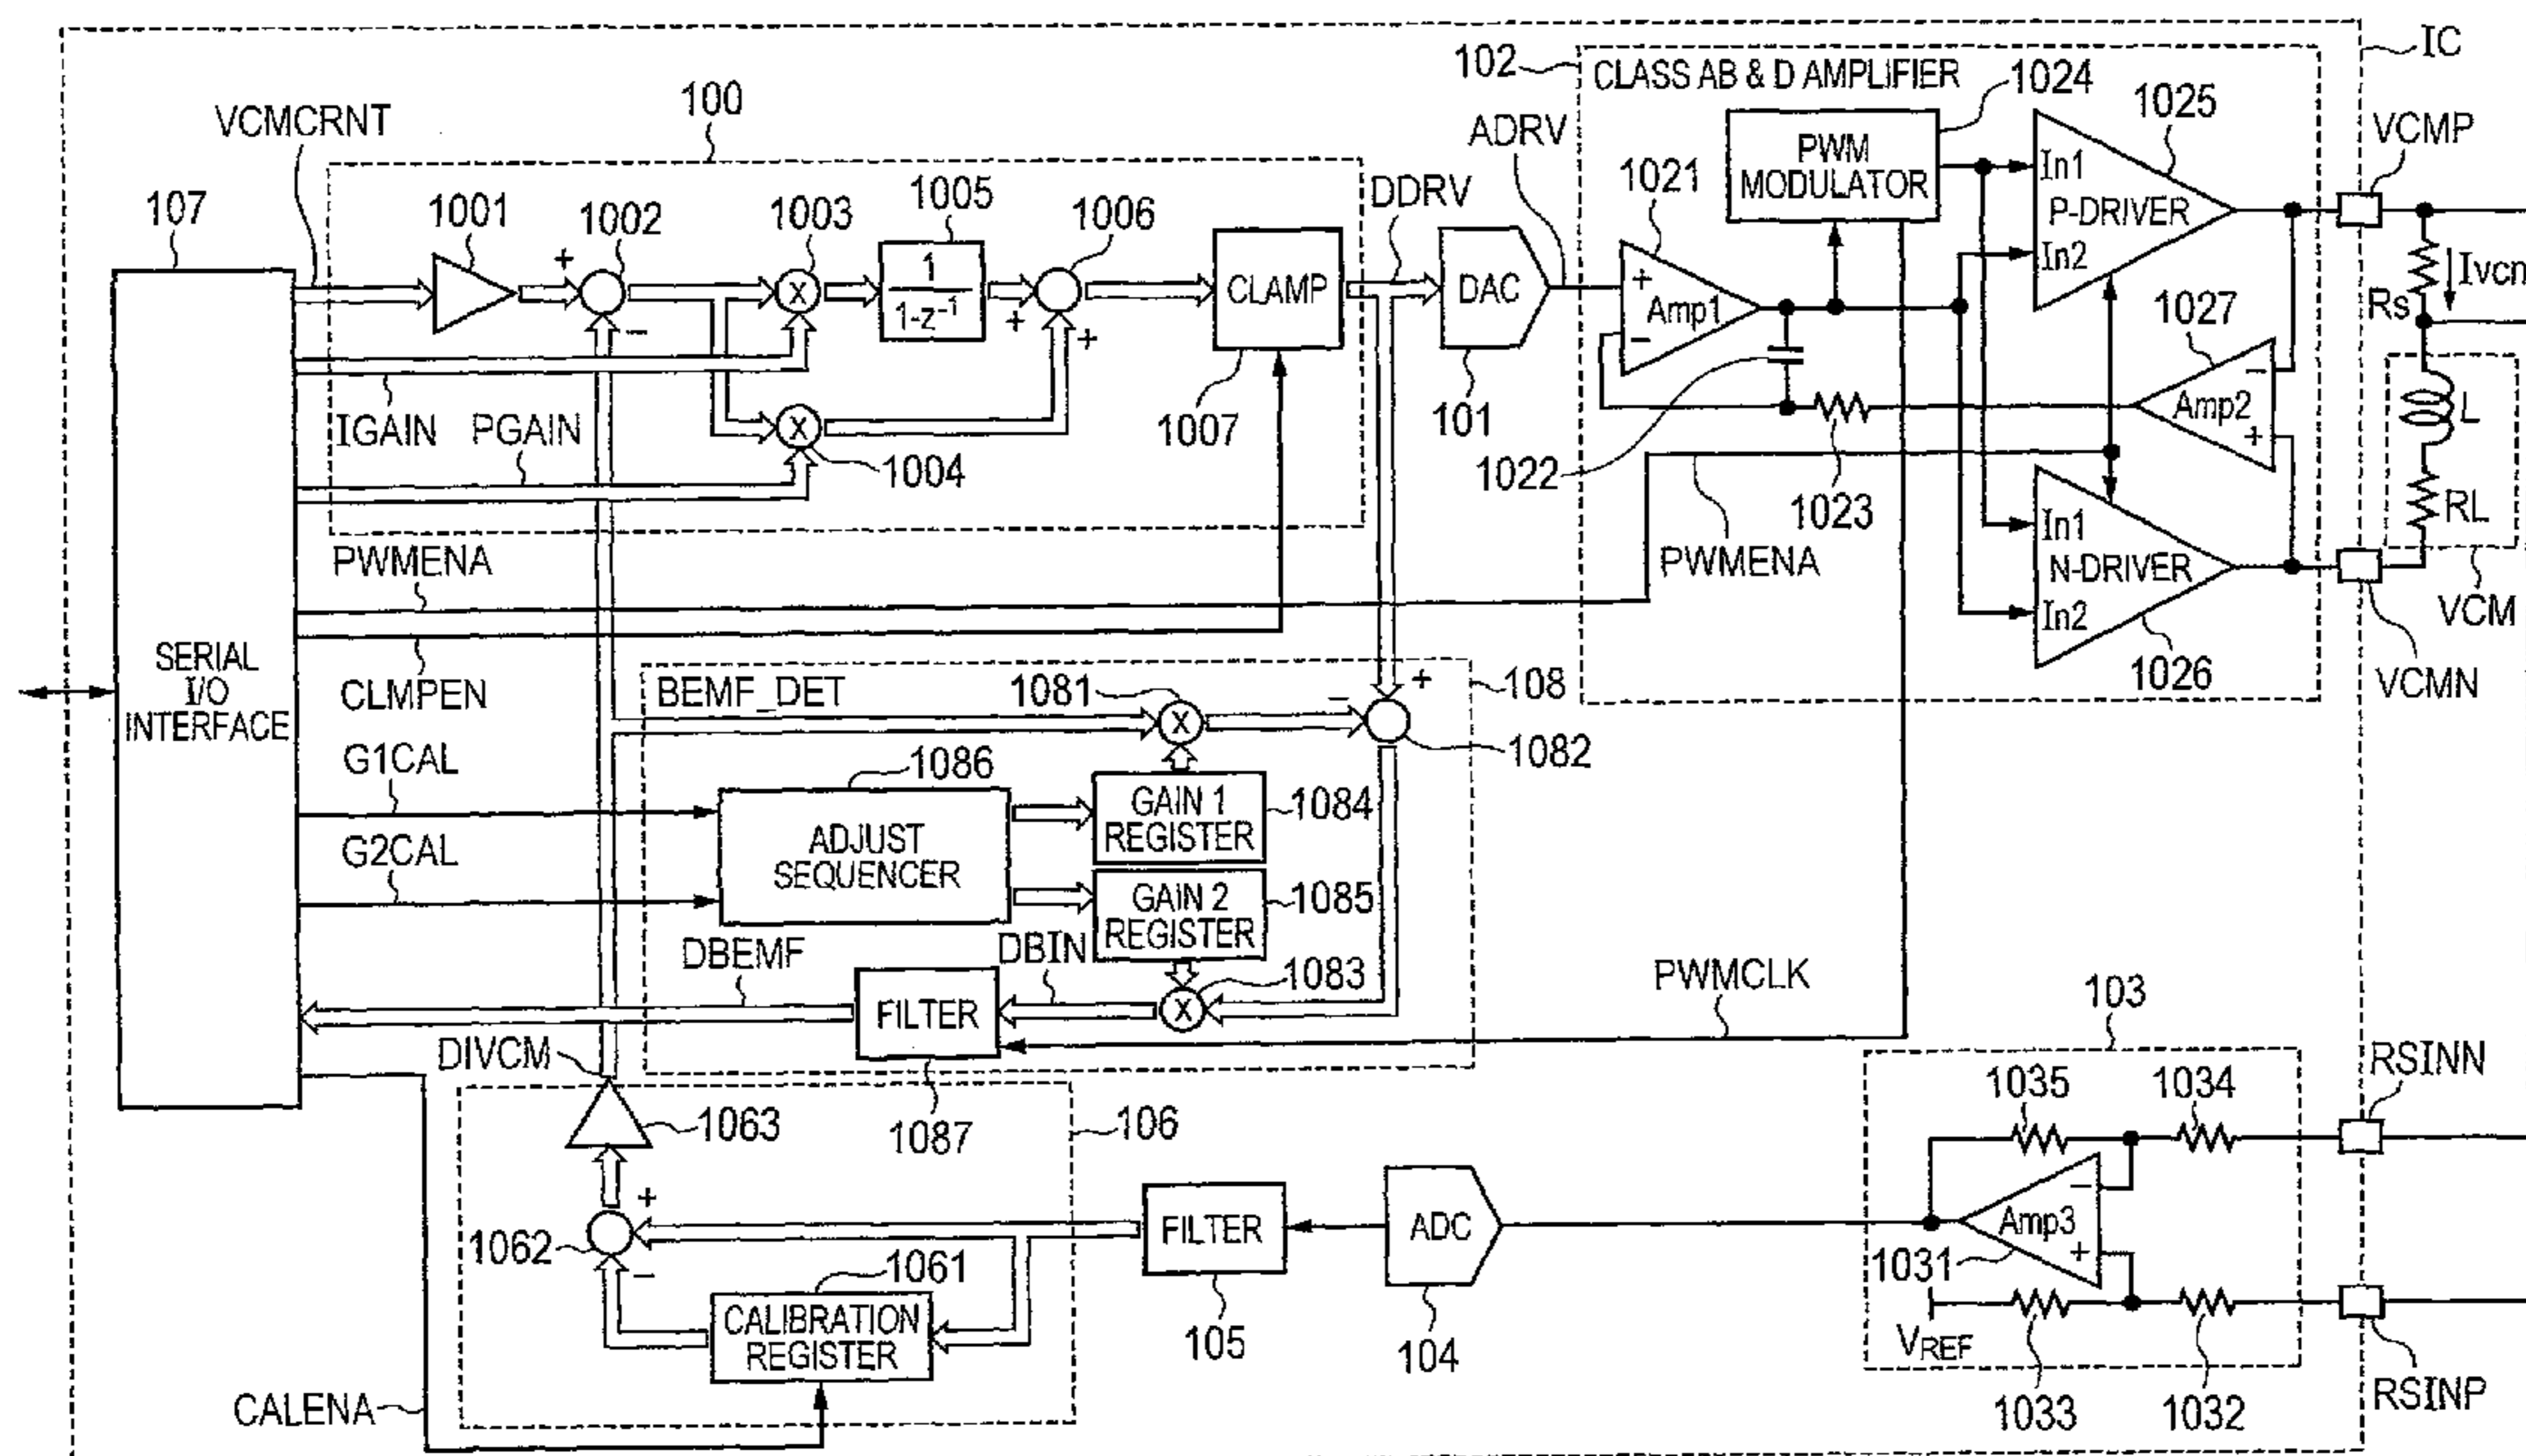 IC
102
CLASS AB & D AMPLIFIER
1024
1025
VCMP
VCMCRNT
100
ADRV
PWM
MODULATOR
In1
P-DRIVER
In2
107
1001
+
1002
1003
1005
1006
DDRV
1021
X
1
1-z⁻¹
CLAMP
DAC
+
Amp1
−
Rs
1027
−
+
+
IGAIN
PGAIN
X
1004
1007
101
1022
1023
Amp2
−
+
L
RL
PWMENA
PWMENA
In1
N-DRIVER
In2
VCM
SERIAL
I/O
INTERFACE
CLMPEN
BEMF_DET
1081
−
+
108
1026
VCMN
X
1082
G1CAL
1086
GAIN 1
REGISTER
1084
G2CAL
ADJUST
SEQUENCER
GAIN 2
REGISTER
1085
DBEMF
DBIN
1083
PWMCLK
103
FILTER
X
DIVCM
1035
1034
RSINN
1063
1087
106
+
1062
−
1061
FILTER
ADC
Amp3
−
+
1031
CALIBRATION
REGISTER
105
104
VREF
1033
1032
RSINP
CALENA